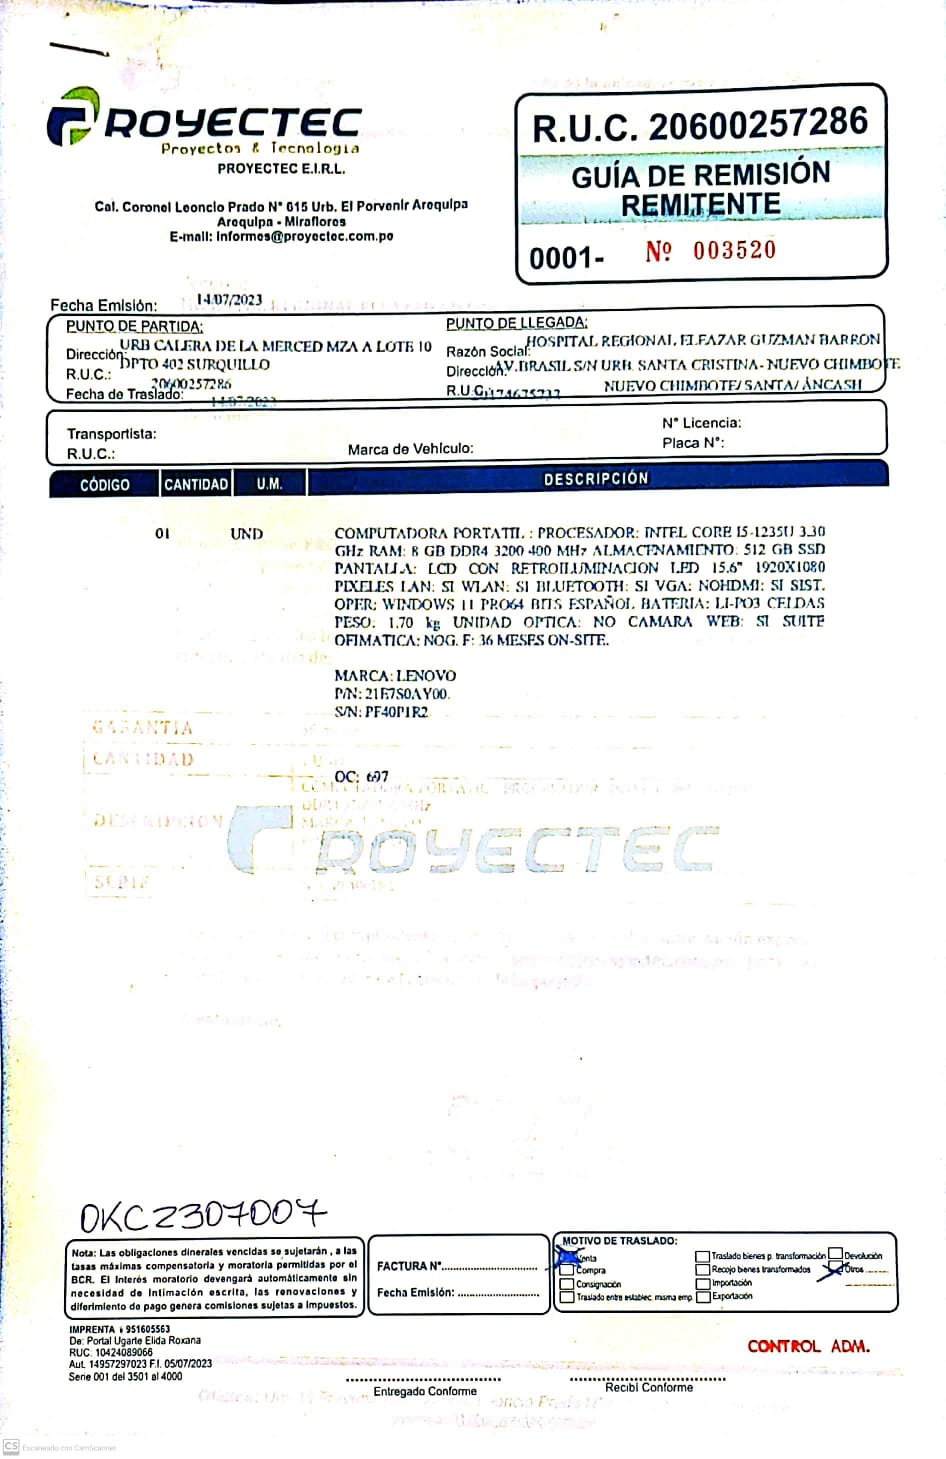 ROYECTEC
Proyectos & Tecnología
PROYECTEC E.I.R.L.
Cal. Coronel Leoncio Prado N° 615 Urb. El Porvenir Arequipa
Arequipa - Miraflores
E-mail: informes@proyectec.com.pe
R.U.C. 20600257286
GUÍA DE REMISIÓN
REMITENTE
0001- Nº 003520
Fecha Emisión: 14/07/2023
PUNTO DE PARTIDA:
Dirección: URB CALERA DE LA MERCED MZA A LOTE 10
DPTO 402 SURQUILLO
R.U.C.: 20600257286
Fecha de Traslado: 14/07/2023
PUNTO DE LLEGADA:
Razón Social: HOSPITAL REGIONAL ELEAZAR GUZMAN BARRON
Dirección: AV. BRASIL S/N URB. SANTA CRISTINA- NUEVO CHIMBOTE
NUEVO CHIMBOTE/ SANTA/ ÁNCASH
R.U.C.
Transportista:
R.U.C.:
Marca de Vehículo:
N° Licencia:
Placa N°:
CÓDIGO CANTIDAD U.M. DESCRIPCIÓN
01 UND COMPUTADORA PORTATIL : PROCESADOR: INTEL CORE I5-1235U 3.30
GHz RAM: 8 GB DDR4 3200 400 MHz ALMACENAMIENTO: 512 GB SSD
PANTALLA: LCD CON RETROILUMINACION LED 15.6" 1920X1080
PIXELES LAN: SI WLAN: SI BLUETOOTH: SI VGA: NOHDMI: SI SIST.
OPER: WINDOWS 11 PRO64 BITS ESPAÑOL BATERIA: LI-PO3 CELDAS
PESO: 1.70 kg UNIDAD OPTICA: NO CAMARA WEB: SI SUITE
OFIMATICA: NOG. F: 36 MESES ON-SITE.
MARCA: LENOVO
P/N: 21E7S0AY00.
S/N: PF40P1R2
GARANTIA
CANTIDAD
OC: 697
DESCRIPCION
ROYECTEC
SERIE
OKC2307007
Nota: Las obligaciones dinerales vencidas se sujetarán , a las
tasas máximas compensatoria y moratoria permitidas por el
BCR. El Interés moratorio devengará automáticamente sin
necesidad de intimación escrita, las renovaciones y
diferimiento de pago genera comisiones sujetas a Impuestos.
FACTURA N°
Fecha Emisión:
MOTIVO DE TRASLADO:
Venta
Compra
Consignación
Traslado entre establec. misma emp.
Traslado bienes p. transformación
Recojo bienes transformados
Importación
Exportación
Devolución
Otros
IMPRENTA : 951605563
De: Portal Ugarte Elida Roxana
RUC: 10424089066
Aut. 14957297023 F.I. 05/07/2023
Serie 001 del 3501 al 4000
Entregado Conforme
Recibí Conforme
CONTROL ADM.
CS Escaneado con CamScanner